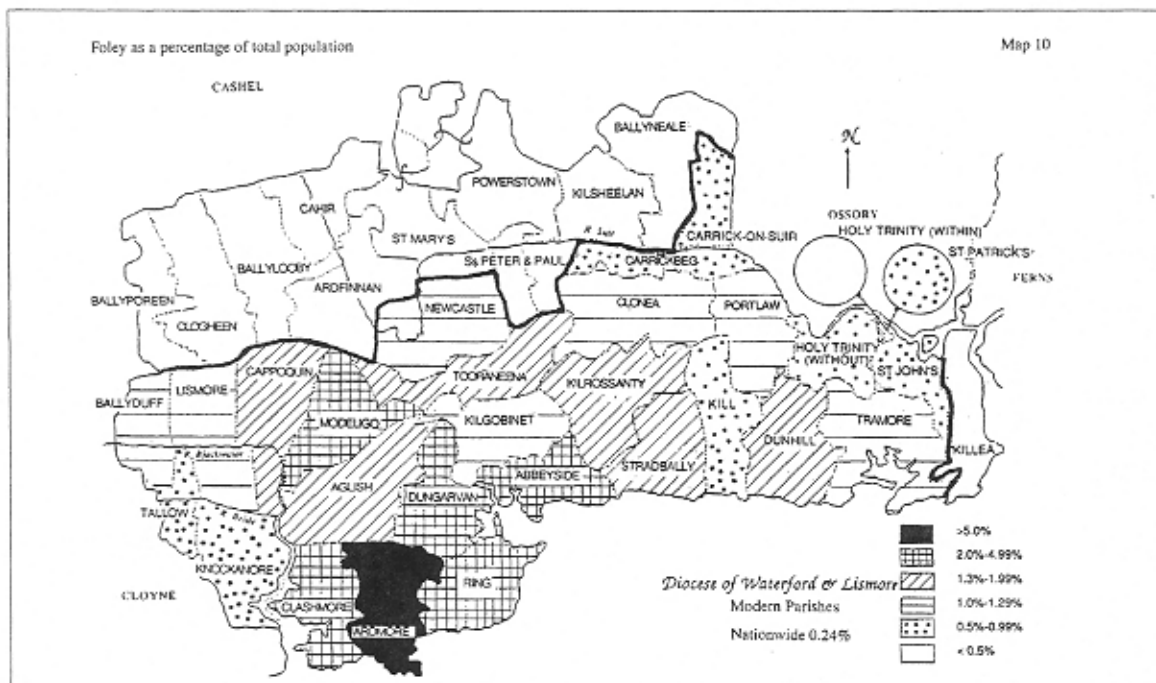 Foley as a percentage of total population
Map 10
CASHEL
BALLYNEALE
POWERSTOWN
KILSHEELAN
CAHIR
OSSORY
ST MARY'S
R Suir
CARRICK-ON-SUIR
HOLY TRINITY (WITHIN)
ST PATRICK'S
Ss PETER & PAUL
CARRICKBEG
BALLYLOOBY
ARDFINNAN
BALLYPOREEN
FERNS
NEWCASTLE
CLONEA
PORTLAW
CLOGHEEN
HOLY TRINITY
(WITHOUT)
ST JOHN'S
CAPPOQUIN
TOORANEENA
KILROSSANTY
LISMORE
BALLYDUFF
KILL
MODELIGO
KILGOBINET
TRAMORE
DUNHILL
KILLEA
R. Blackwater
STRADBALLY
ABBEYSIDE
AGLISH
DUNGARVAN
TALLOW
Bride
KNOCKANORE
RING
CLOYNE
CLASHMORE
ARDMORE
Diocese of Waterford & Lismore
Modern Parishes
Nationwide 0.24%
>5.0%
2.0%-4.99%
1.3%-1.99%
1.0%-1.29%
0.5%-0.99%
< 0.5%
N